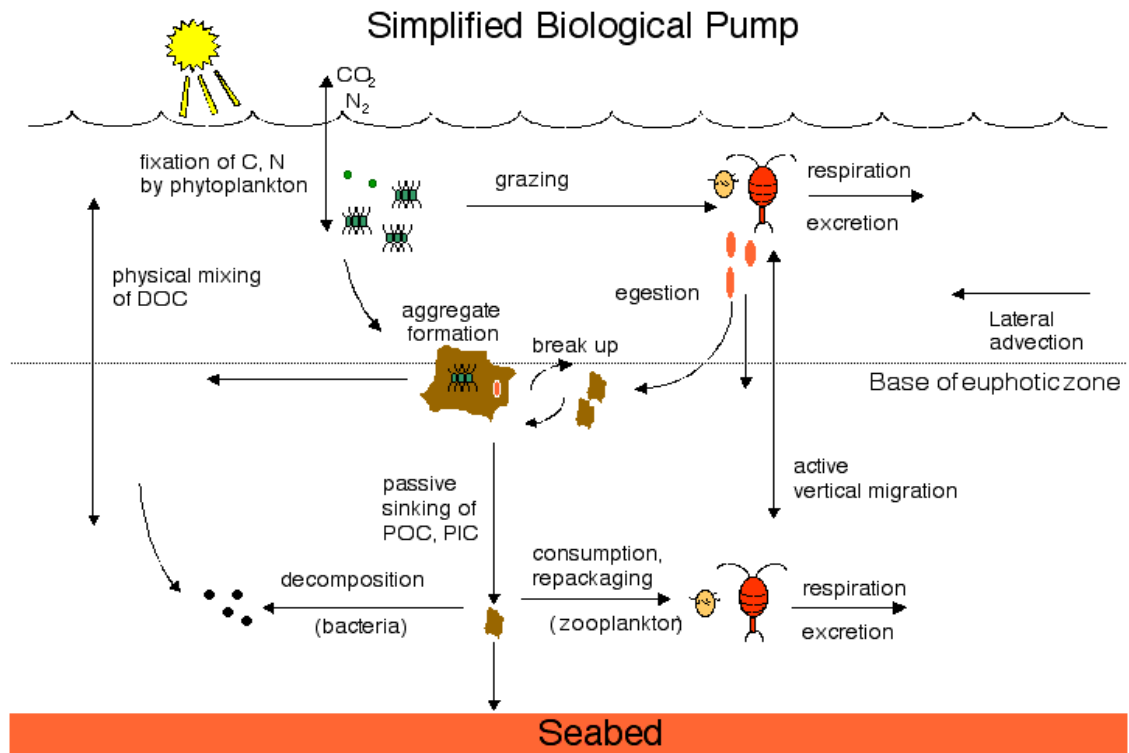 Simplified Biological Pump
CO2
N2
fixation of C, N
by phytoplankton
grazing
respiration
excretion
physical mixing
of DOC
egestion
aggregate
formation
break up
Lateral
advection
Base of euphotic zone
passive
sinking of
POC, PIC
active
vertical migration
decomposition
(bacteria)
consumption,
repackaging
(zooplankton)
respiration
excretion
Seabed